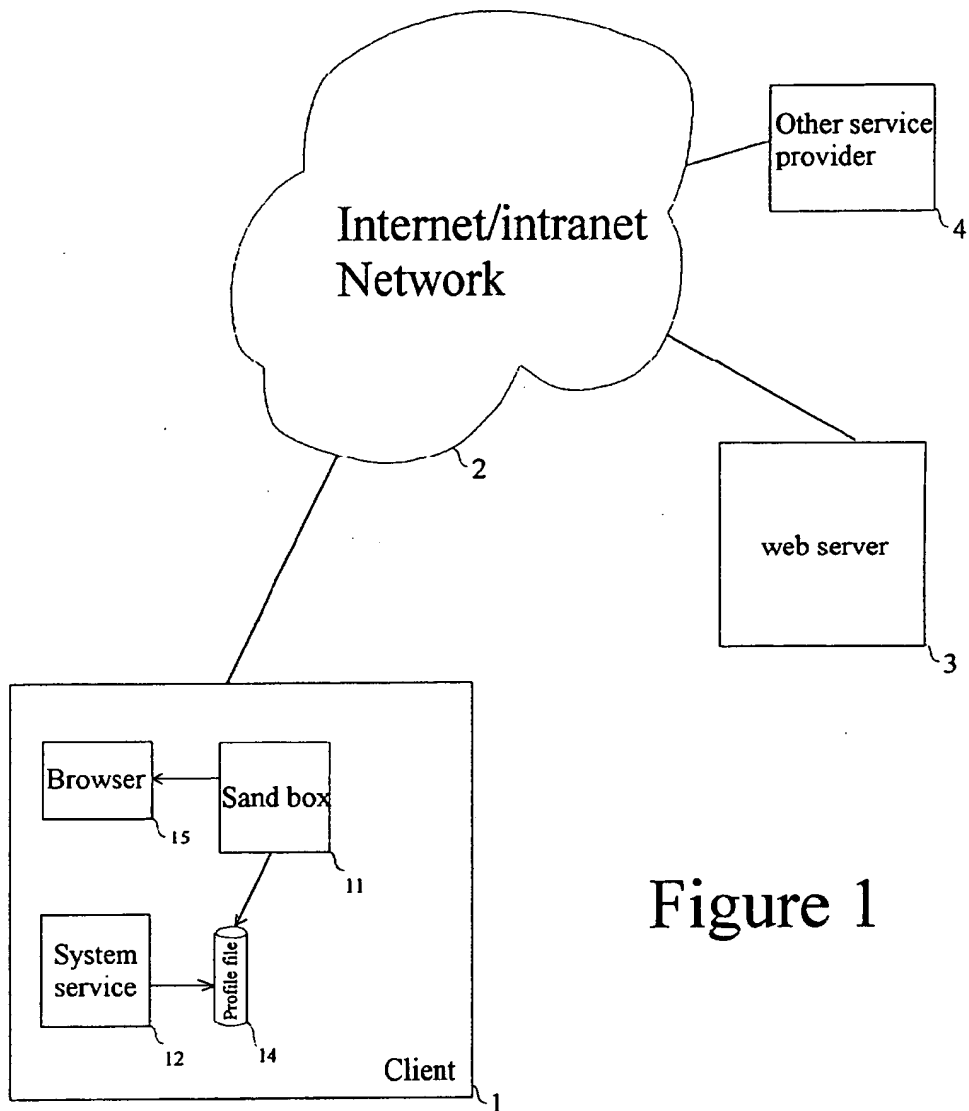 Other service
provider
4
Internet/intranet
Network
2
web server
3
Browser
15
Sand box
11
System
service
12
Profile file
14
Client
1
Figure 1